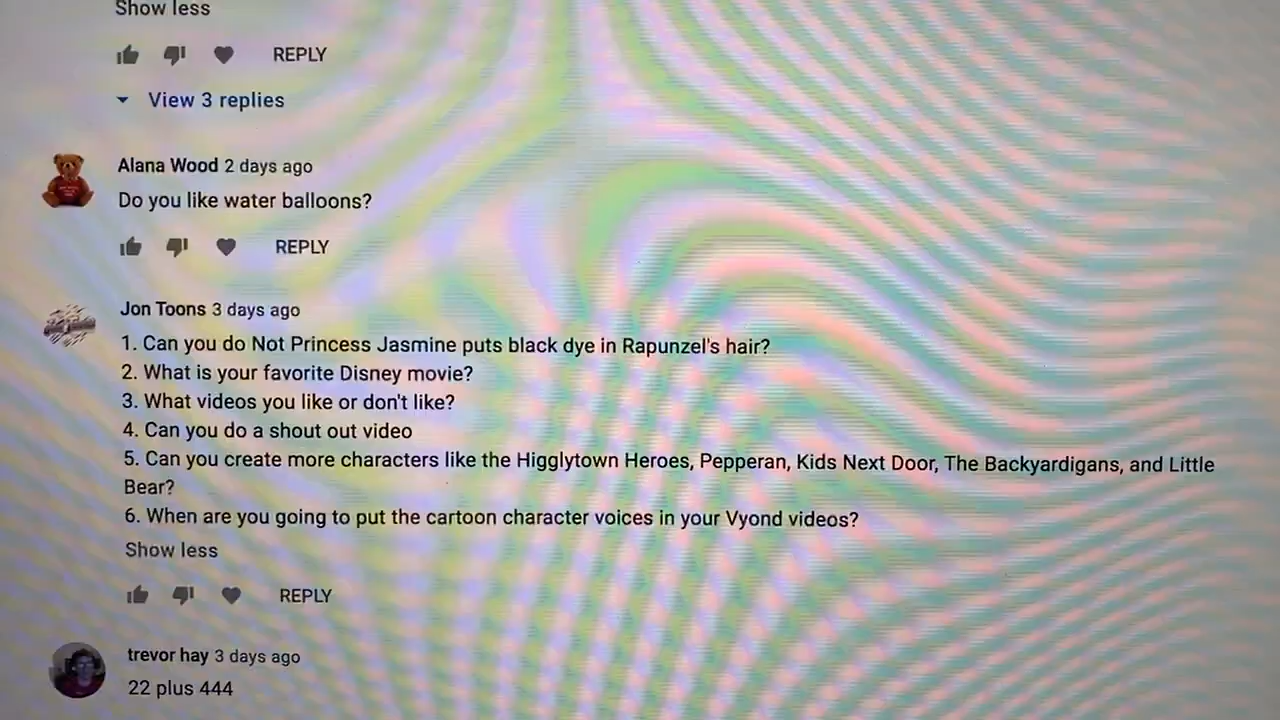 Show less
REPLY
View 3 replies
Alana Wood 2 days ago
Do you like water balloons?
REPLY
Jon Toons 3 days ago
1. Can you do Not Princess Jasmine puts black dye in Rapunzel's hair?
2. What is your favorite Disney movie?
3. What videos you like or don't like?
4. Can you do a shout out video
5. Can you create more characters like the Higglytown Heroes, Pepperan, Kids Next Door, The Backyardigans, and Little
Bear?
6. When are you going to put the cartoon character voices in your Vyond videos?
Show less
REPLY
trevor hay 3 days ago
22 plus 444